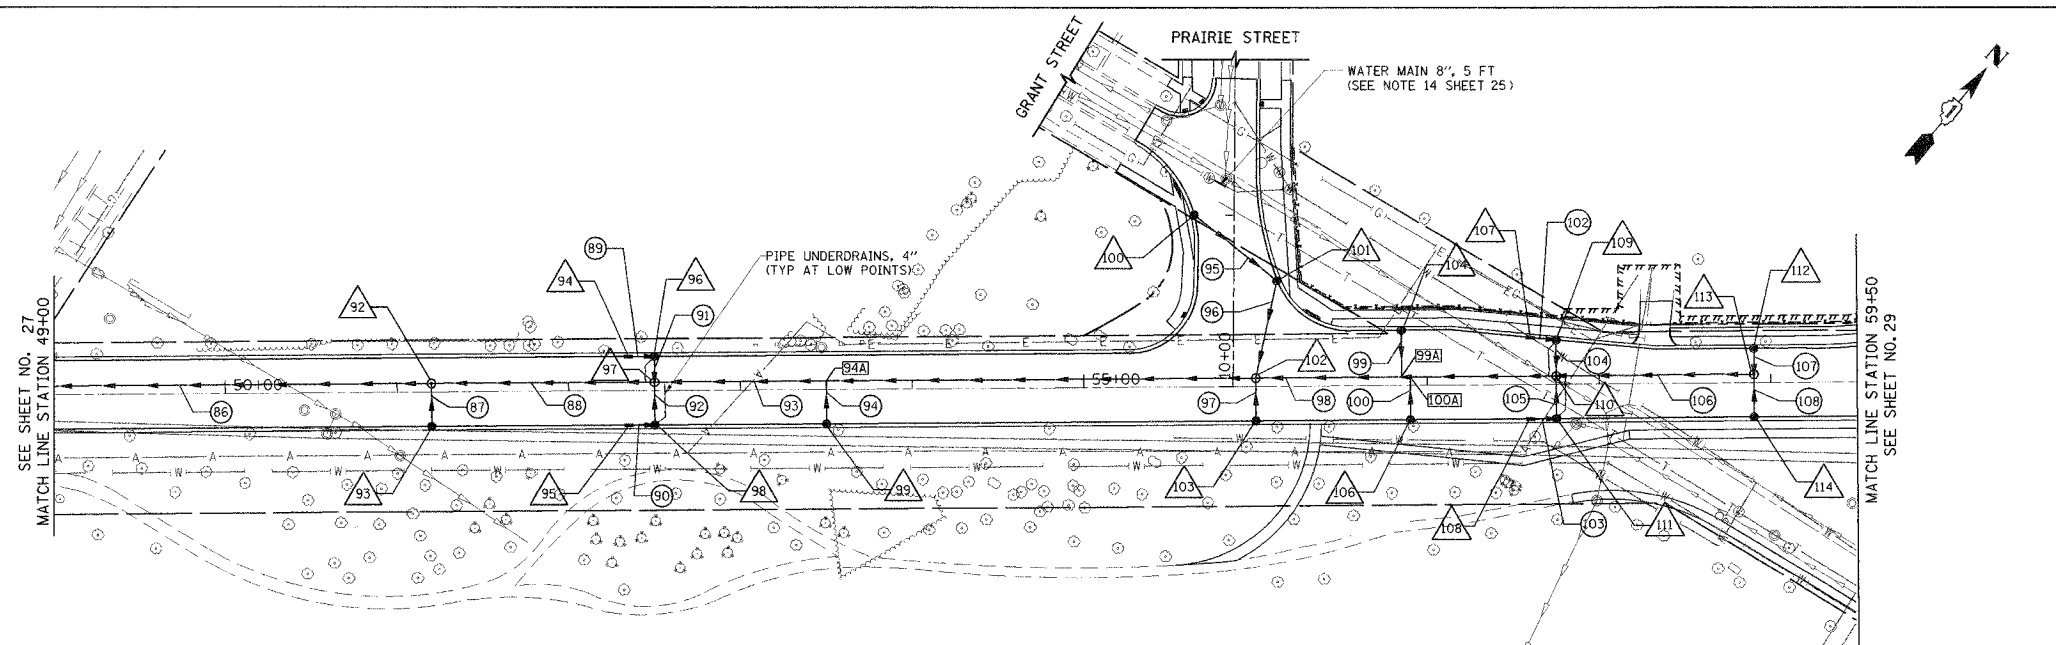 PRAIRIE STREET
GRANT STREET
WATER MAIN 8", 5 FT
(SEE NOTE 14 SHEET 25)
N
PIPE UNDERDRAINS, 4"
(TYP AT LOW POINTS)
SEE SHEET NO. 27
MATCH LINE STATION 49+00
MATCH LINE STATION 59+50
SEE SHEET NO. 29
50+00
55+00
10+00
86
87
88
89
90
91
92
93
94
94A
95
96
97
98
99
99A
100
100A
102
103
104
105
106
107
108
92
93
94
95
96
97
98
99
100
101
102
103
104
106
107
108
109
110
111
112
113
114
A A A A A A A A A A
W W W W W W W W W
E E E E E E